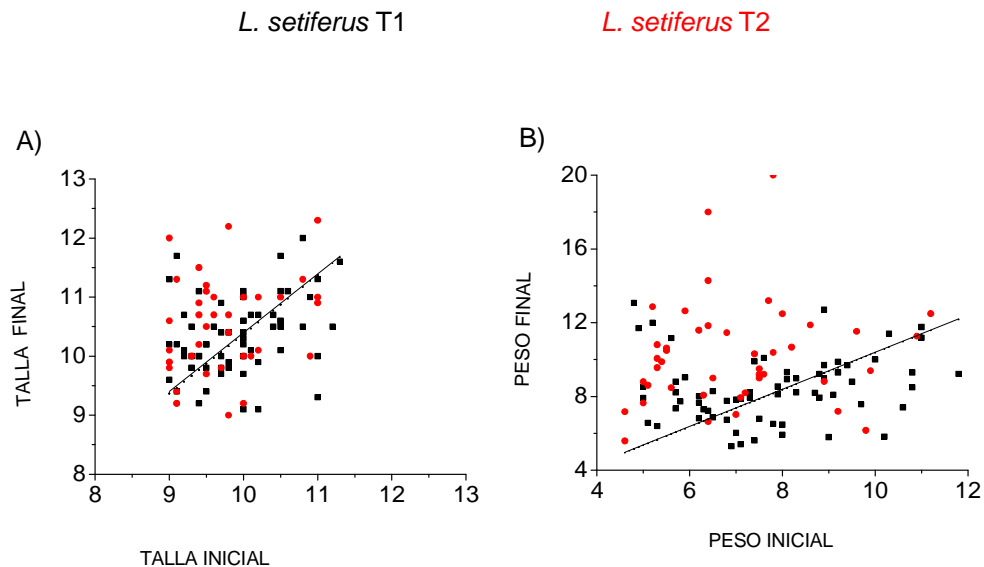 L. setiferus T1
L. setiferus T2
A)
B)
13
12
11
10
9
8
TALLA FINAL
8
9
10
11
12
13
TALLA INICIAL
20
16
12
8
4
PESO FINAL
4
6
8
10
12
PESO INICIAL